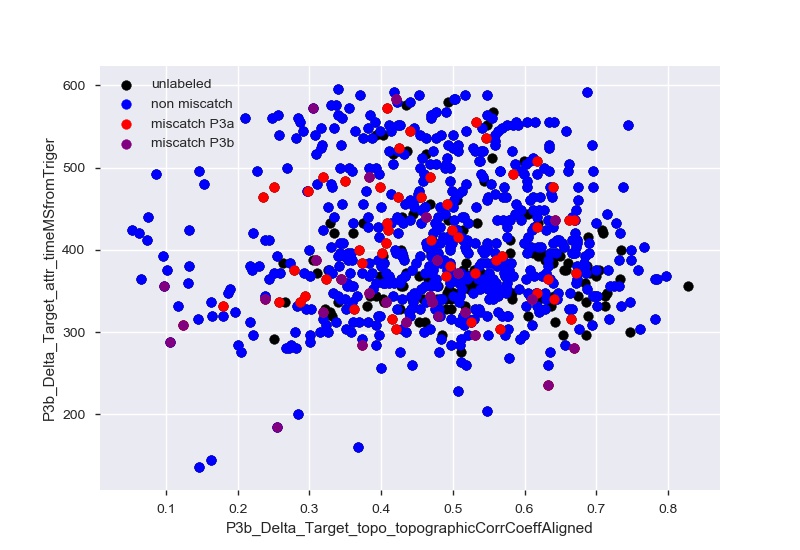 unlabeled
non miscatch
miscatch P3a
miscatch P3b
600
500
400
300
200
P3b_Delta_Target_attr_timeMSfromTriger
0.1 0.2 0.3 0.4 0.5 0.6 0.7 0.8
P3b_Delta_Target_topo_topographicCorrCoeffAligned